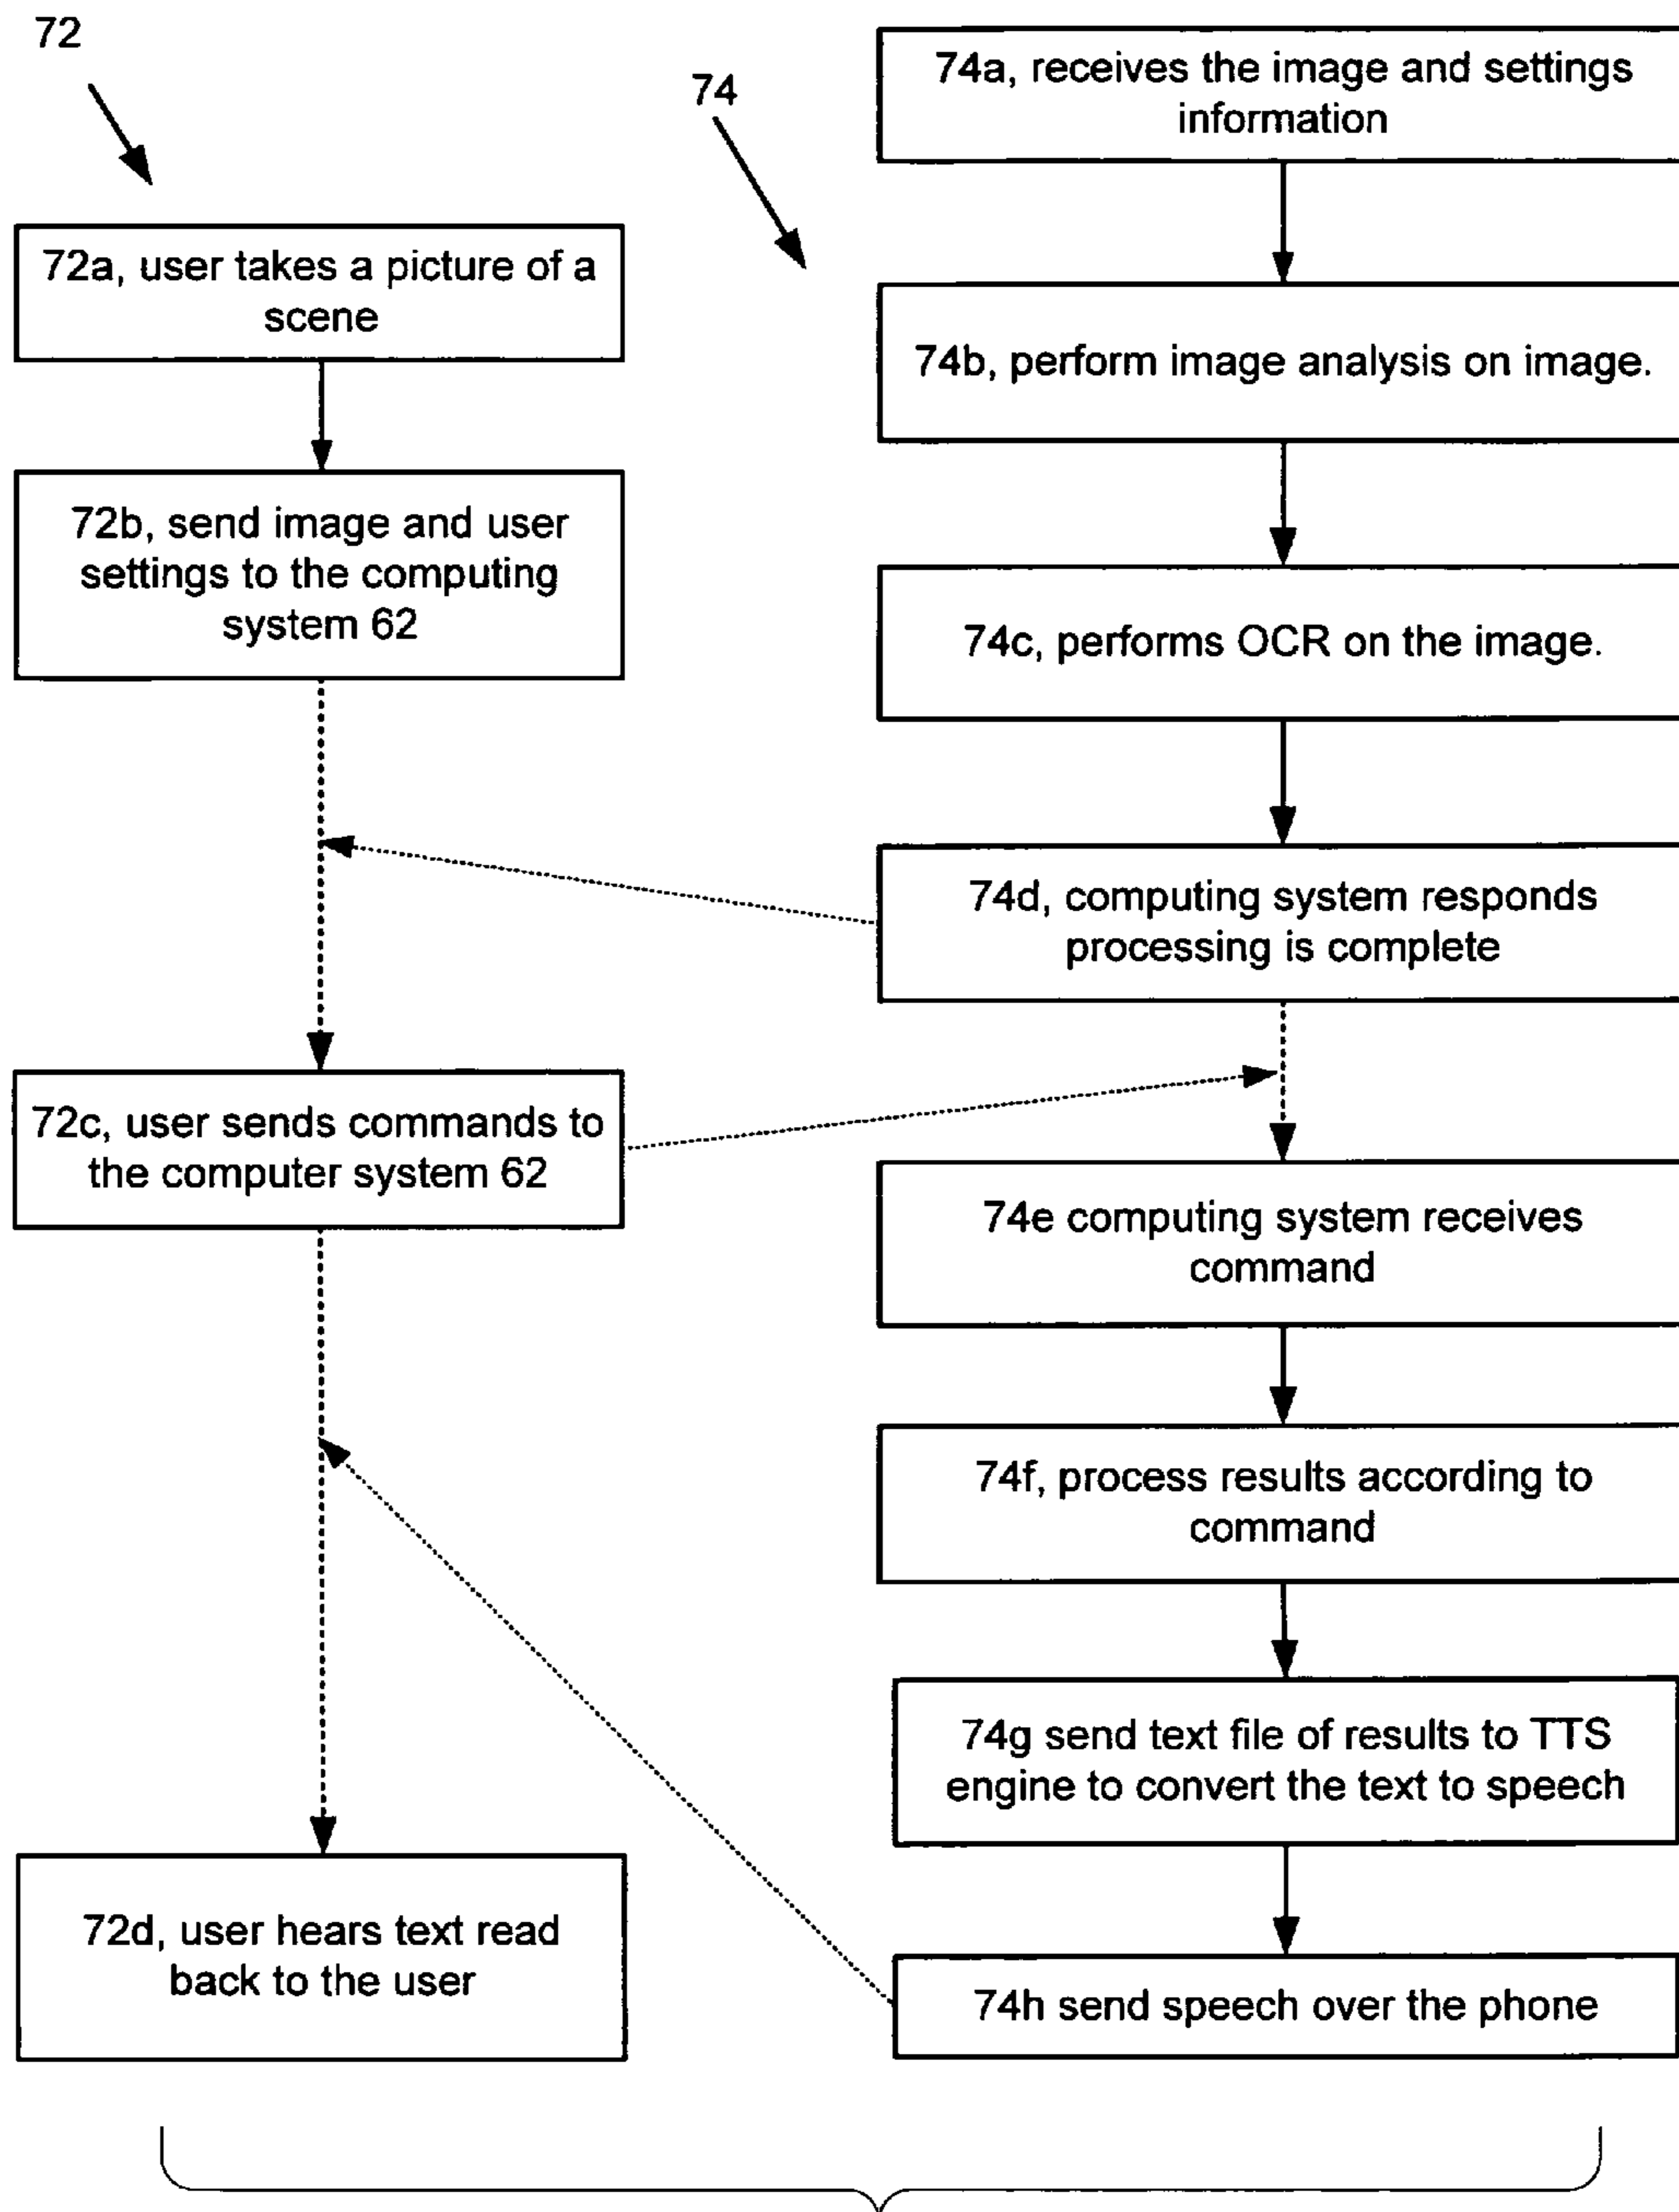 72
72a, user takes a picture of a
scene
72b, send image and user
settings to the computing
system 62
72c, user sends commands to
the computer system 62
72d, user hears text read
back to the user
74
74a, receives the image and settings
information
74b, perform image analysis on image.
74c, performs OCR on the image.
74d, computing system responds
processing is complete
74e computing system receives
command
74f, process results according to
command
74g send text file of results to TTS
engine to convert the text to speech
74h send speech over the phone